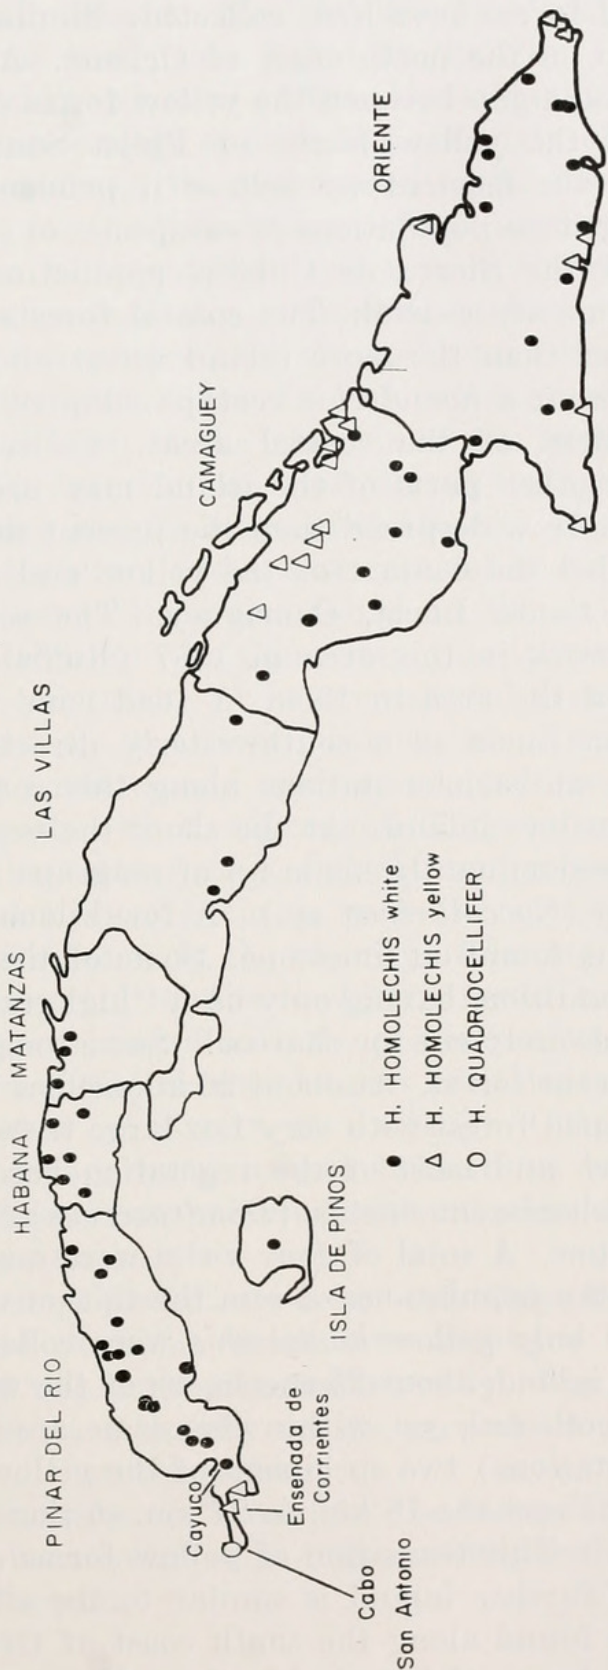 PINAR DEL RIO
HABANA
MATANZAS
LAS VILLAS
CAMAGUEY
ORIENTE
Cayuco
Ensenada de
Corrientes
Cabo
San Antonio
ISLA DE PINOS
H. HOMOLECHIS white
H. HOMOLECHIS yellow
H. QUADRIOCELLIFER